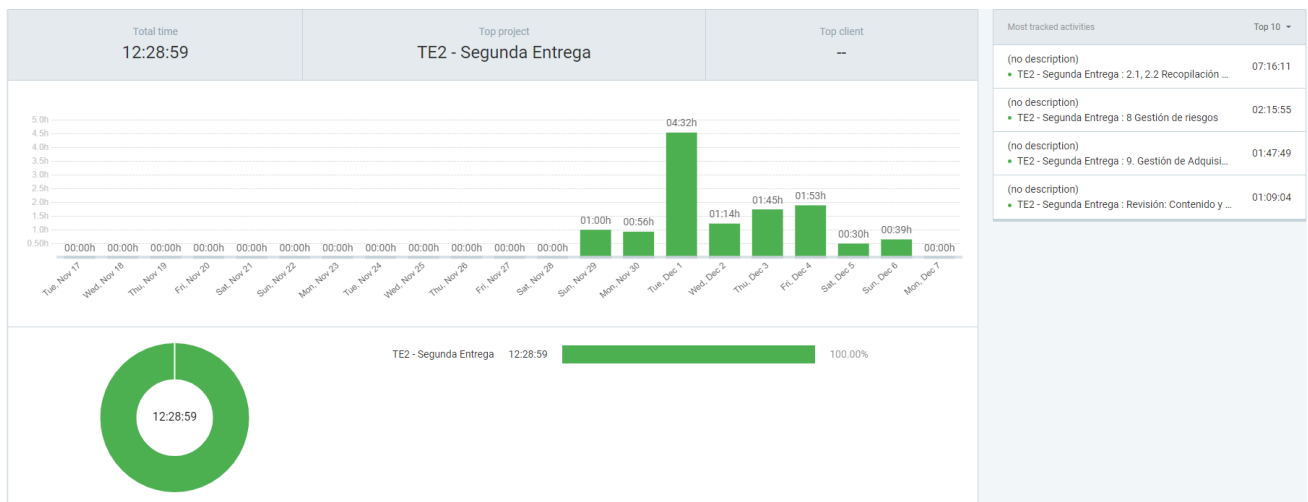 Total time
12:28:59
Top project
TE2 - Segunda Entrega
Top client
--
5.0h
4.5h
4.0h
3.5h
3.0h
2.5h
2.0h
1.5h
1.0h
0.50h
00:00h 00:00h 00:00h 00:00h 00:00h 00:00h 00:00h 00:00h 00:00h 00:00h 00:00h 00:00h 01:00h 00:56h 04:32h 01:14h 01:45h 01:53h 00:30h 00:39h 00:00h
Tue, Nov 17
Wed, Nov 18
Thu, Nov 19
Fri, Nov 20
Sat, Nov 21
Sun, Nov 22
Mon, Nov 23
Tue, Nov 24
Wed, Nov 25
Thu, Nov 26
Fri, Nov 27
Sat, Nov 28
Sun, Nov 29
Mon, Nov 30
Tue, Dec 1
Wed, Dec 2
Thu, Dec 3
Fri, Dec 4
Sat, Dec 5
Sun, Dec 6
Mon, Dec 7
12:28:59
TE2 - Segunda Entrega 12:28:59 100.00%
Most tracked activities Top 10
(no description)
TE2 - Segunda Entrega : 2.1, 2.2 Recopilación ... 07:16:11
(no description)
TE2 - Segunda Entrega : 8 Gestión de riesgos 02:15:55
(no description)
TE2 - Segunda Entrega : 9. Gestión de Adquisi... 01:47:49
(no description)
TE2 - Segunda Entrega : Revisión: Contenido y ... 01:09:04